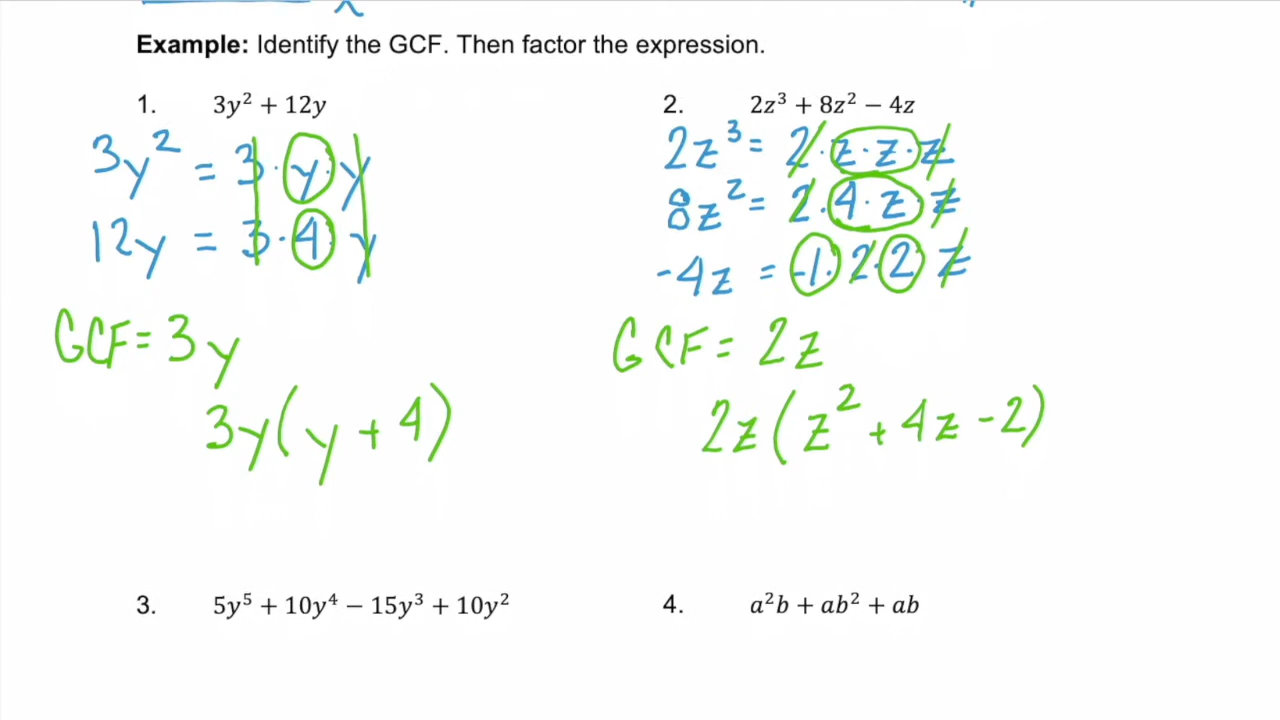 Example: Identify the GCF. Then factor the expression.
1. 3y² + 12y
3y² = 3 · y · y
12y = 3 · 4 · y
GCF = 3y
3y(y + 4)
2. 2z³ + 8z² − 4z
2z³ = 2 · z · z · z
8z² = 2 · 4 · z · z
-4z = -1 · 2 · 2 z
GCF = 2z
2z(z² + 4z - 2)
3. 5y⁵ + 10y⁴ − 15y³ + 10y²
4. a²b + ab² + ab